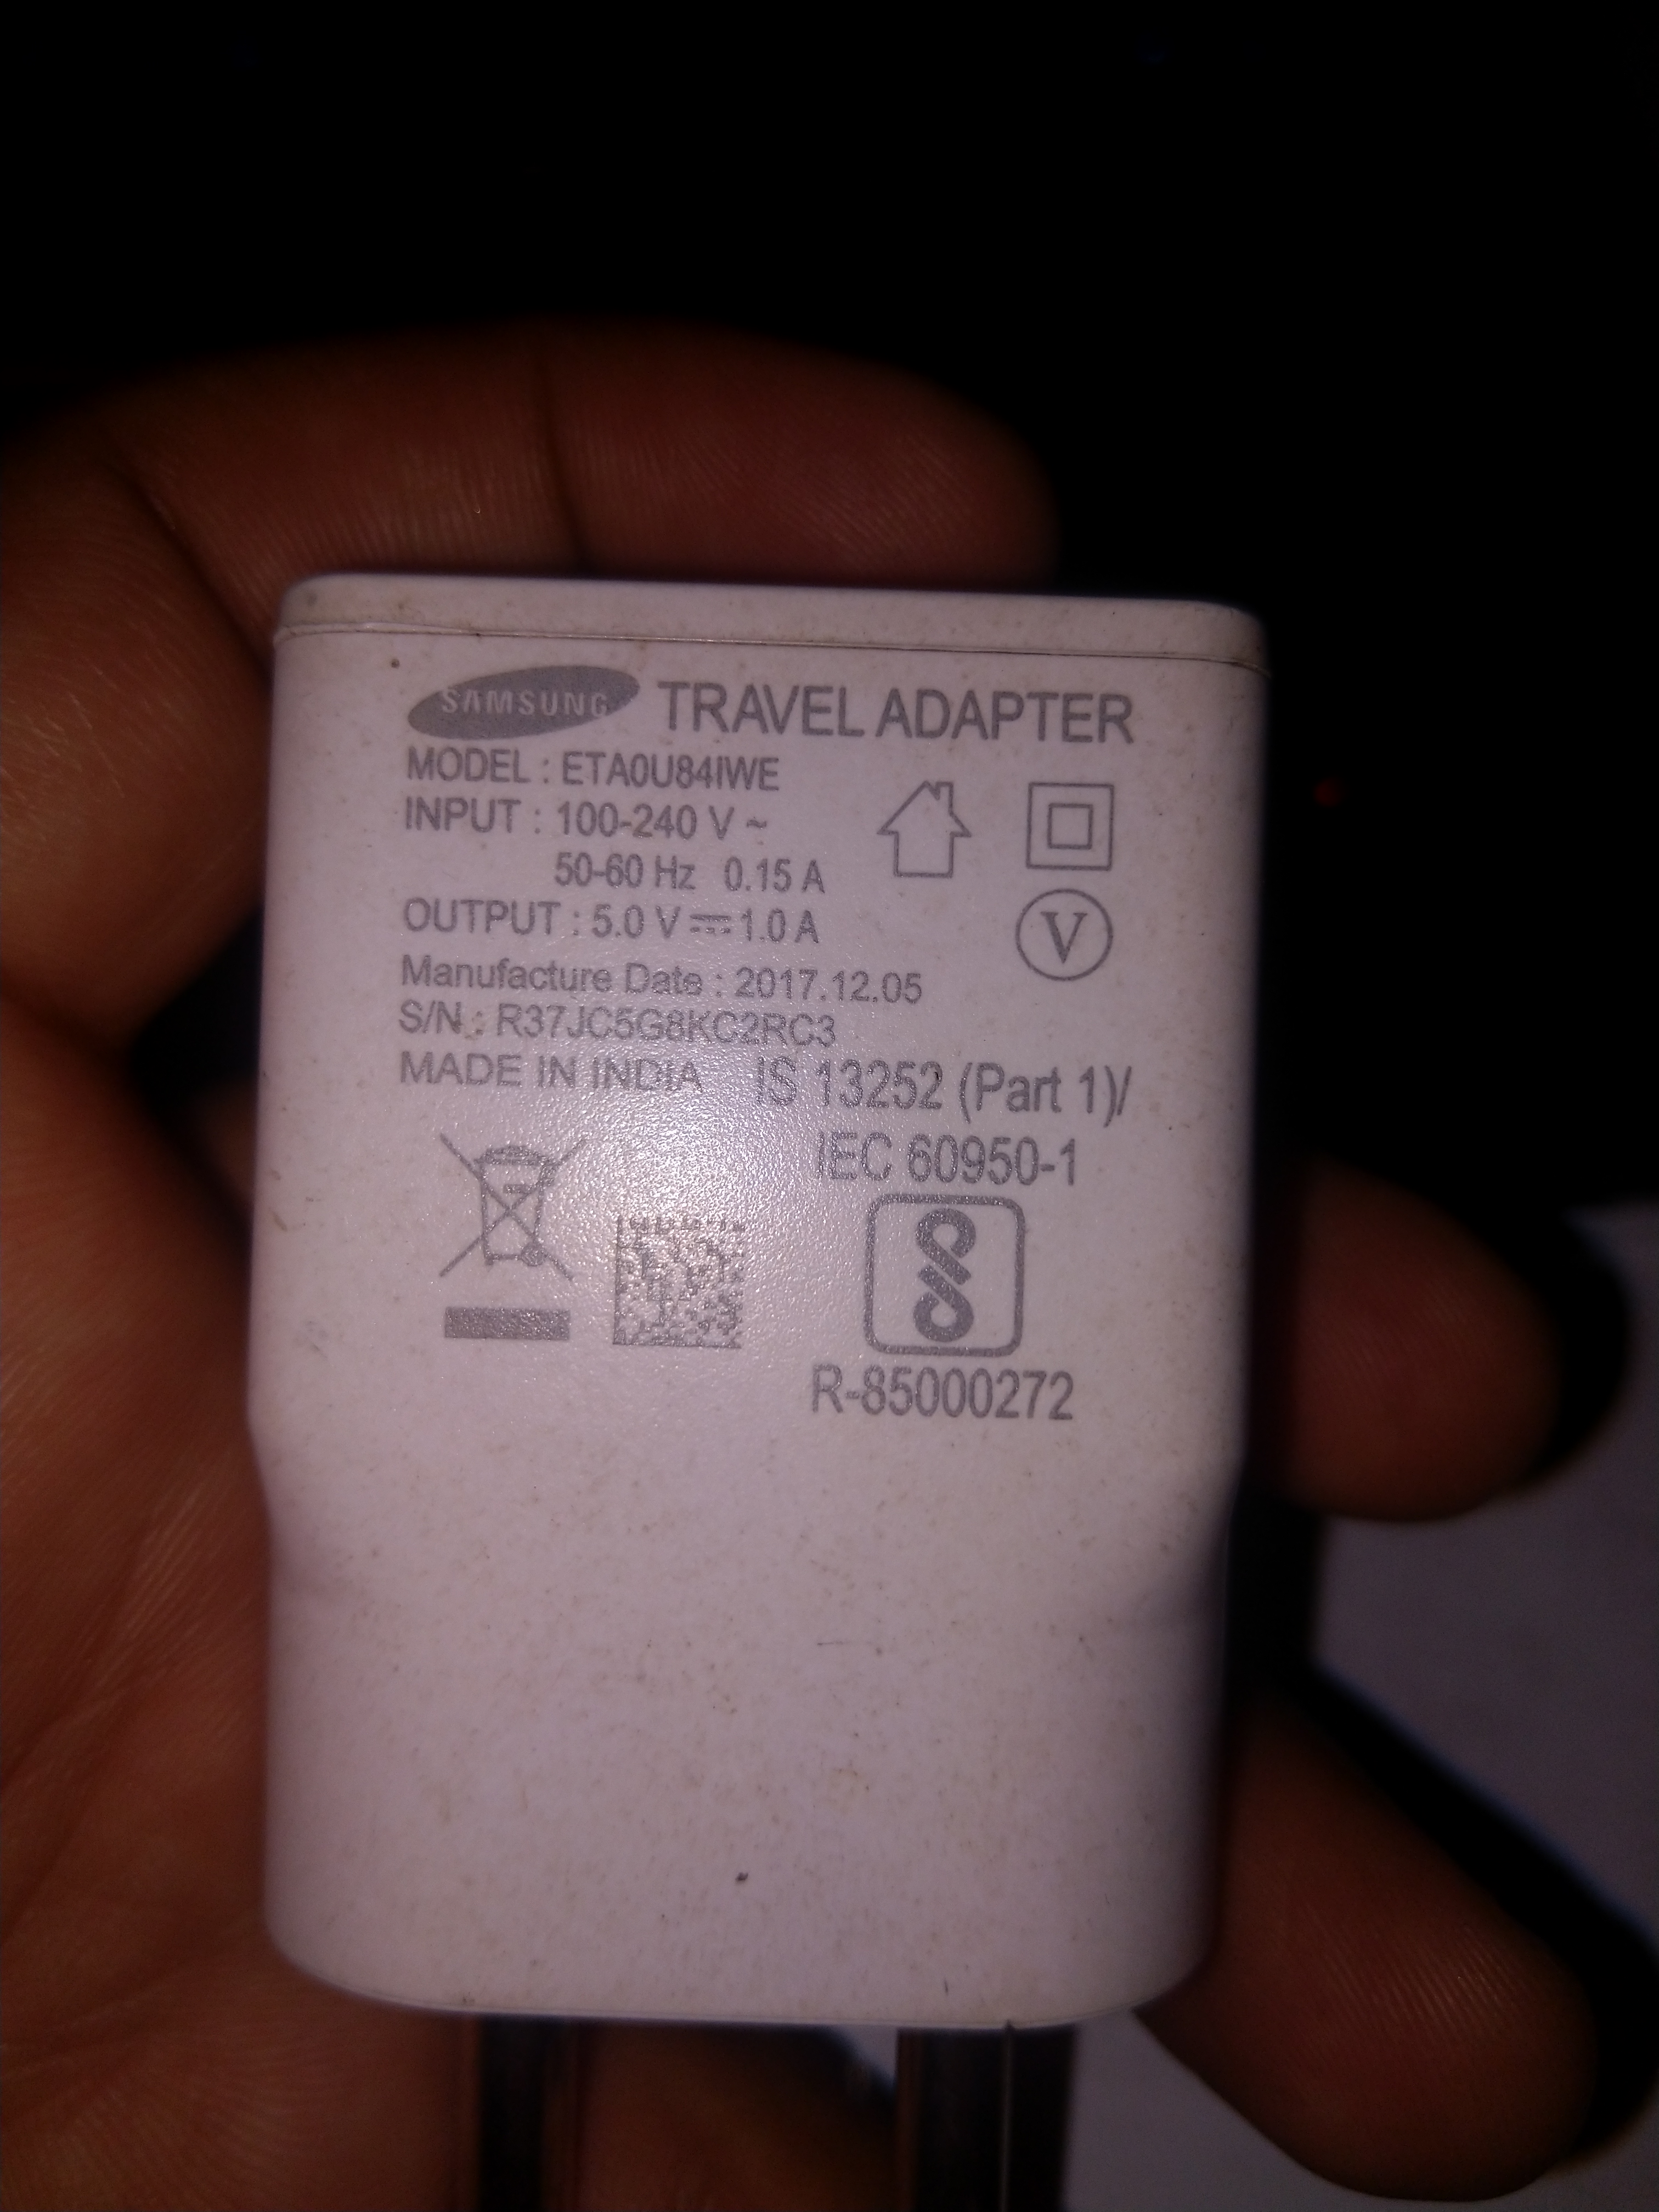 SAMSUNG TRAVEL ADAPTER
MODEL : ETA0U84IWE
INPUT : 100-240 V ~
50-60 Hz 0.15 A
OUTPUT : 5.0 V ⎓ 1.0 A
V
Manufacture Date : 2017.12.05
S/N : R37JC5G8KC2RC3
MADE IN INDIA IS 13252 (Part 1)/
IEC 60950-1
R-85000272